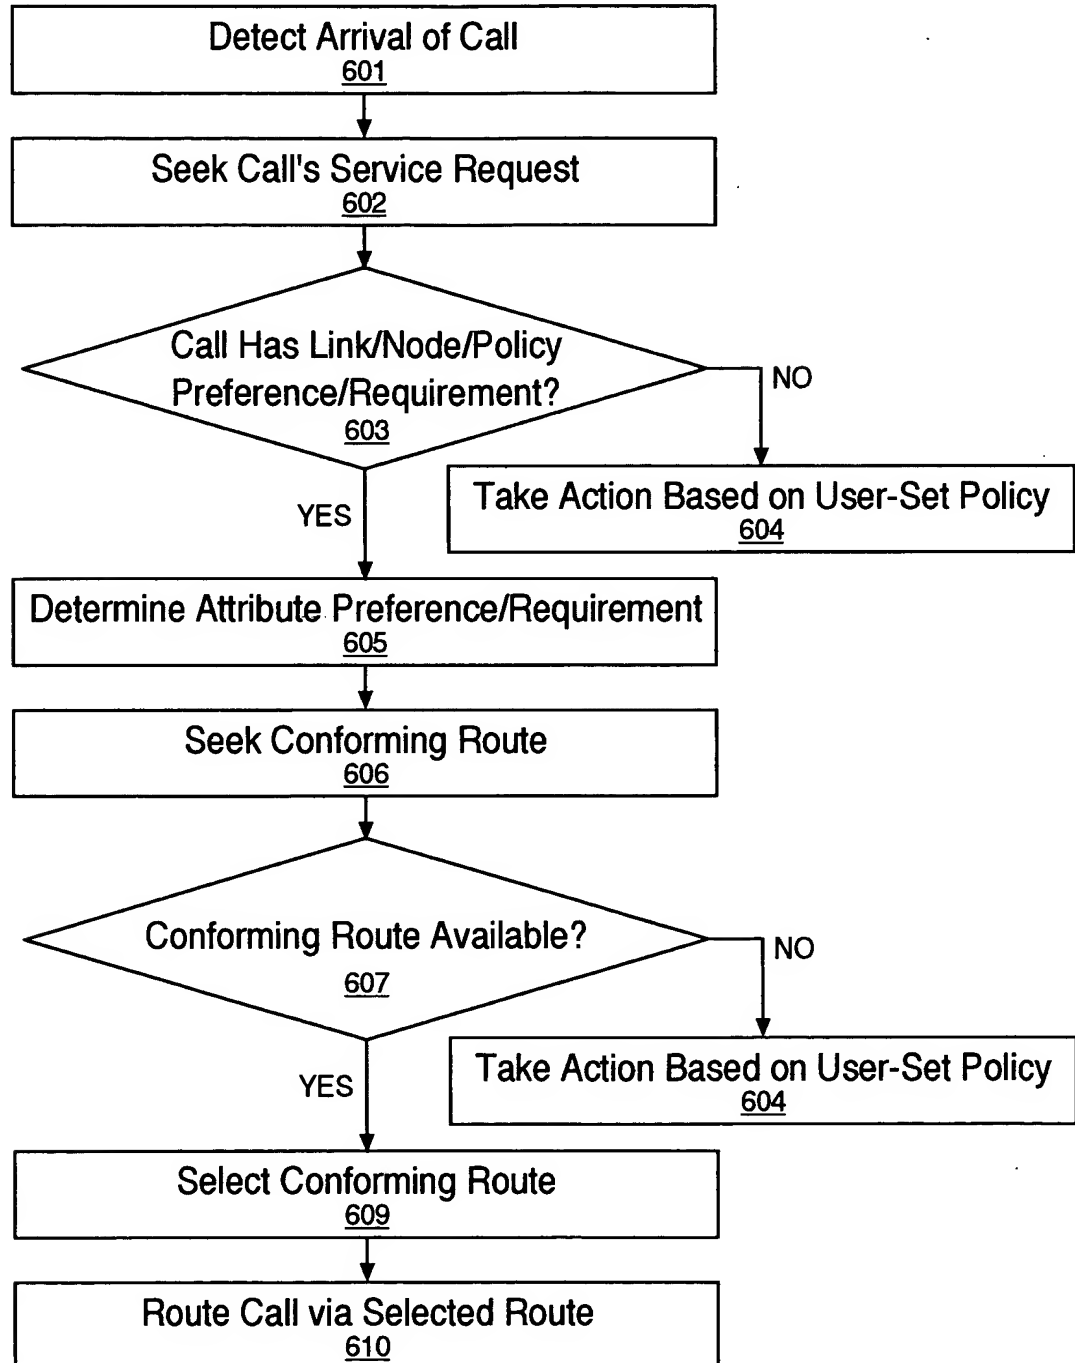 Detect Arrival of Call
601
Seek Call's Service Request
602
Call Has Link/Node/Policy
Preference/Requirement?
603
NO
Take Action Based on User-Set Policy
604
YES
Determine Attribute Preference/Requirement
605
Seek Conforming Route
606
Conforming Route Available?
607
NO
Take Action Based on User-Set Policy
604
YES
Select Conforming Route
609
Route Call via Selected Route
610